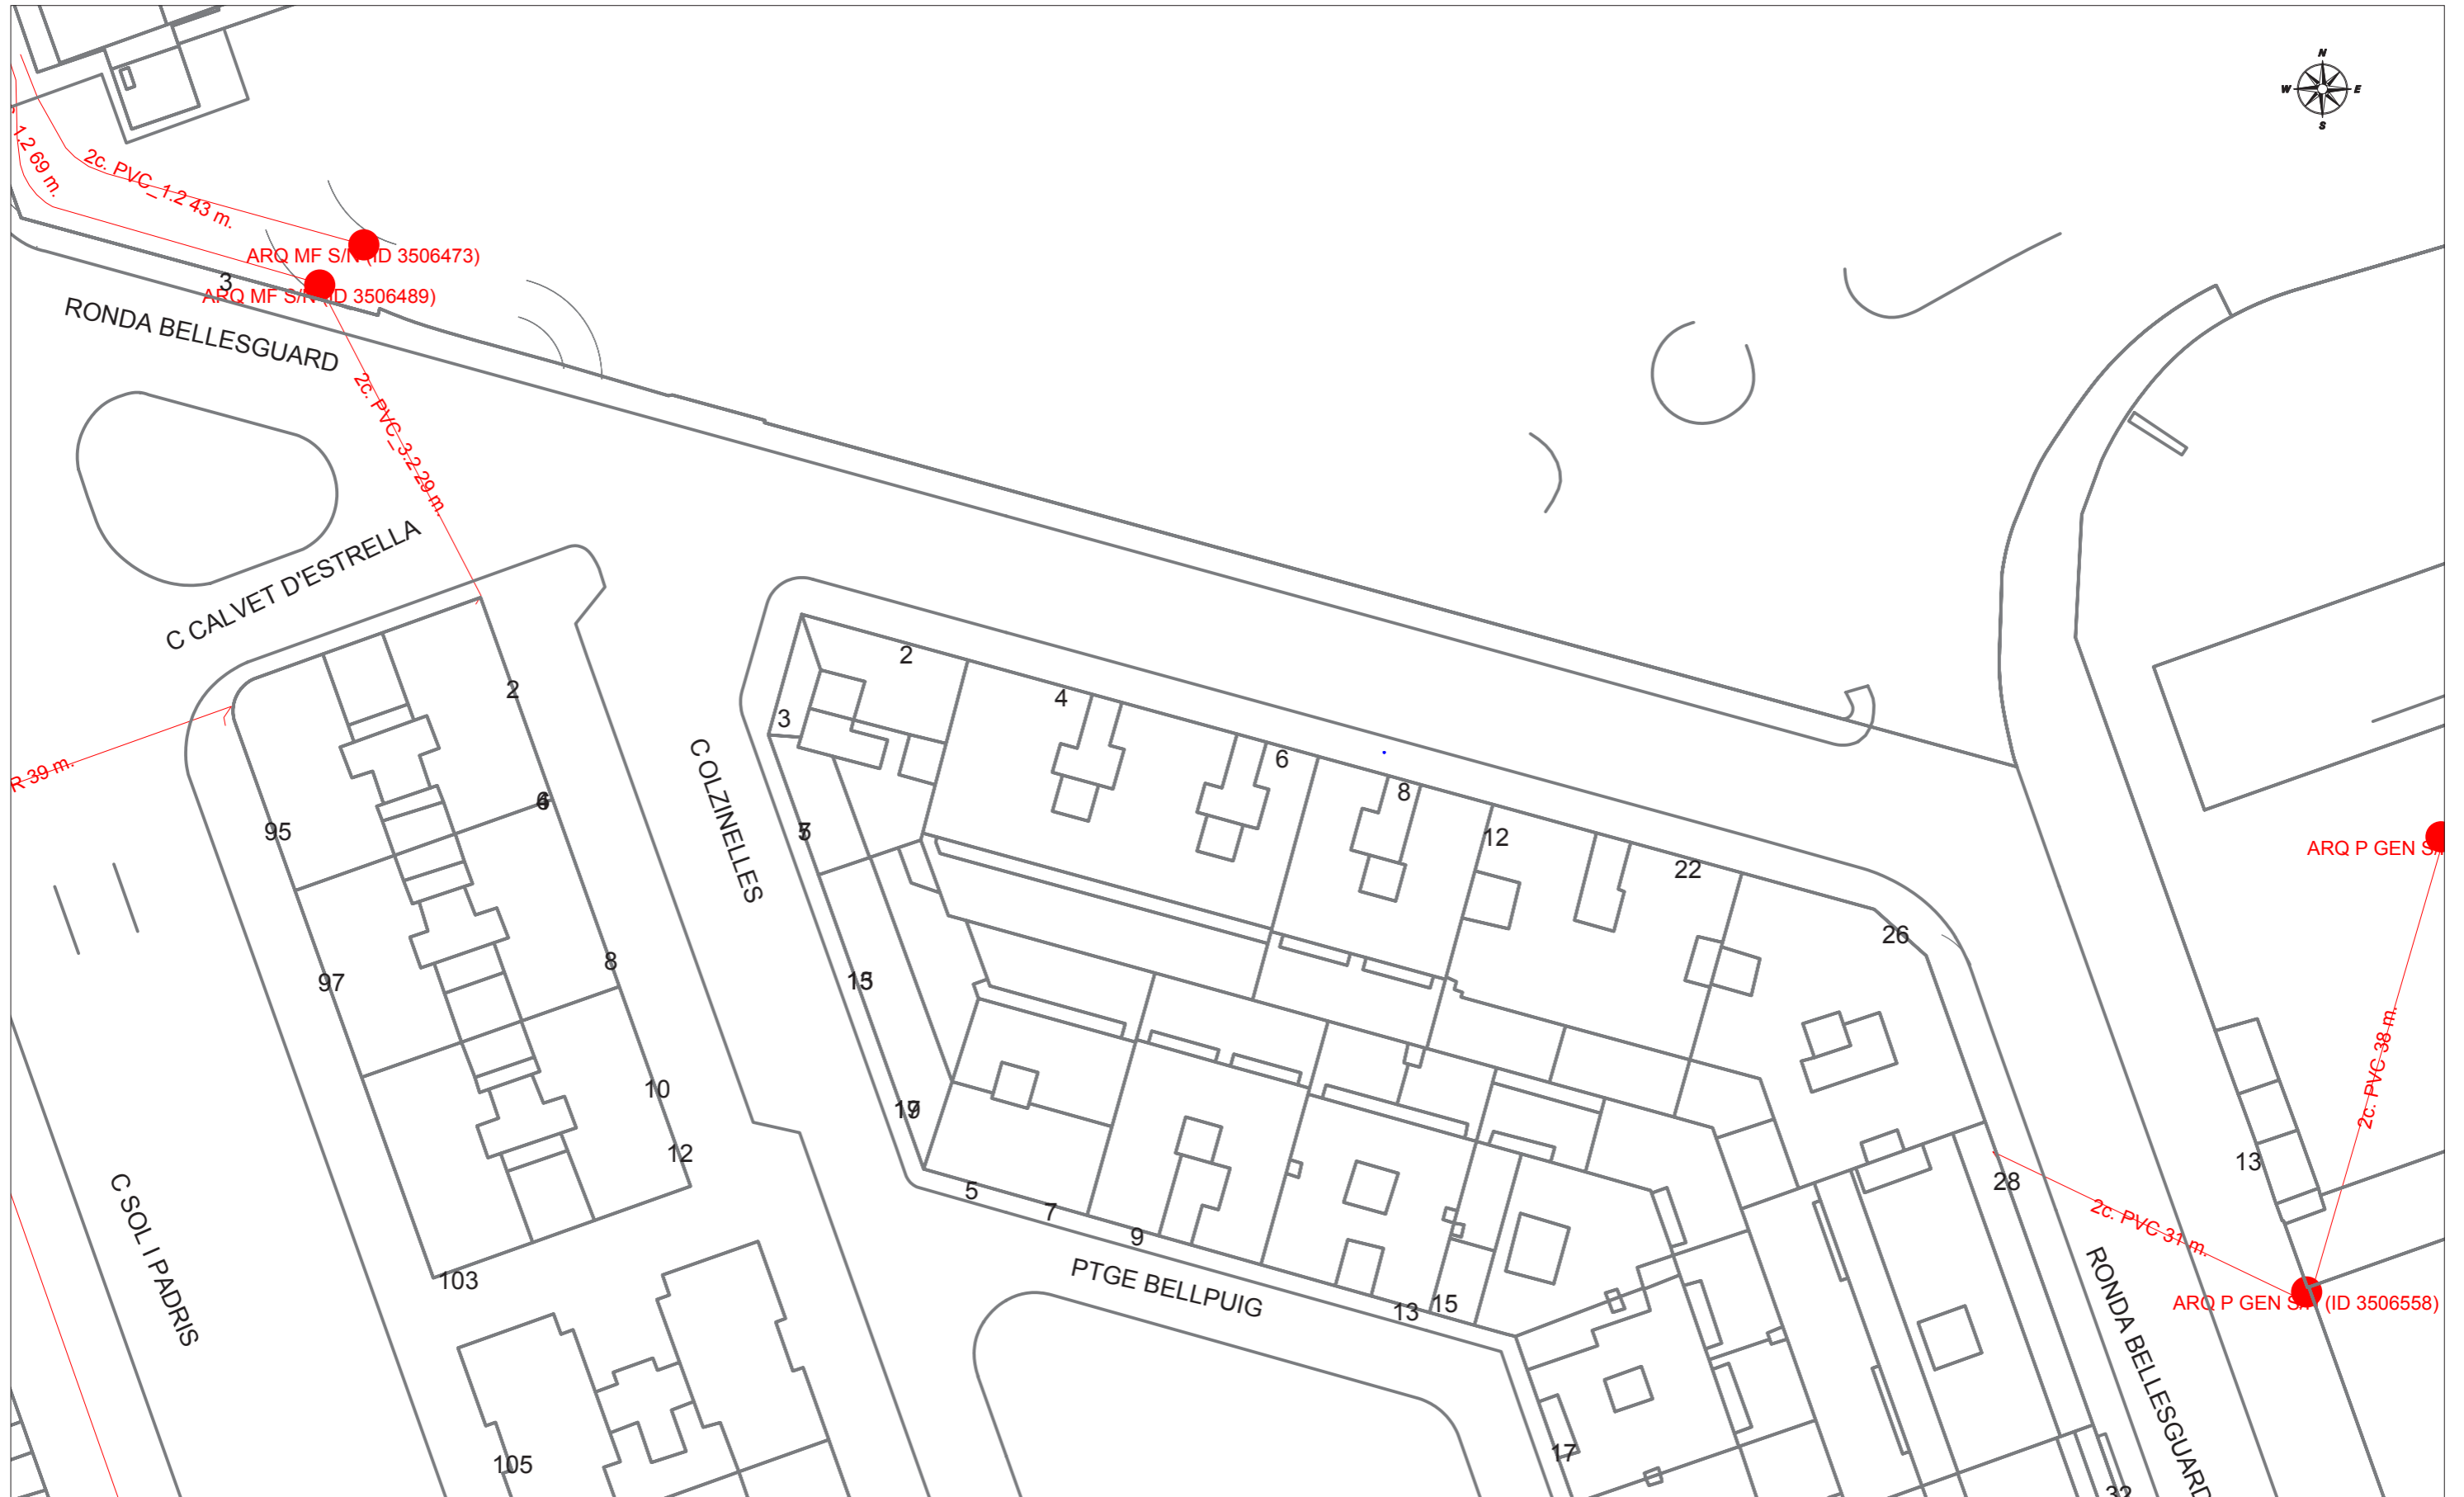 N
W E
S
1.2 69 m.
2c. PVC_1.2 43 m.
ARQ MF S/N (ID 3506473)
3
ARQ MF S/N (ID 3506489)
RONDA BELLESGUARD
2c. PVC_3.2 29 m.
C CALVET D'ESTRELLA
2
4
2
3
6
R 39 m.
8
C OLZINELLES
12
95
22
ARQ P GEN S/
26
8
97
2c. PVC 38 m.
10
12
13
28
5
7
9
2c. PVC 31 m.
C SOL I PADRIS
PTGE BELLPUIG
103
13
15
ARQ P GEN S/ (ID 3506558)
RONDA BELLESGUARD
17
105
32